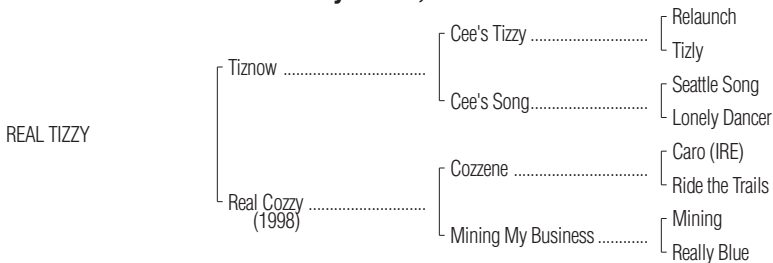 Relaunch
Cee's Tizzy ............................
Tizly
Tiznow ..................................
Seattle Song
Cee's Song............................
Lonely Dancer
REAL TIZZY
Caro (IRE)
Cozzene ................................
Ride the Trails
Real Cozzy ............................
(1998)
Mining
Mining My Business ............
Really Blue